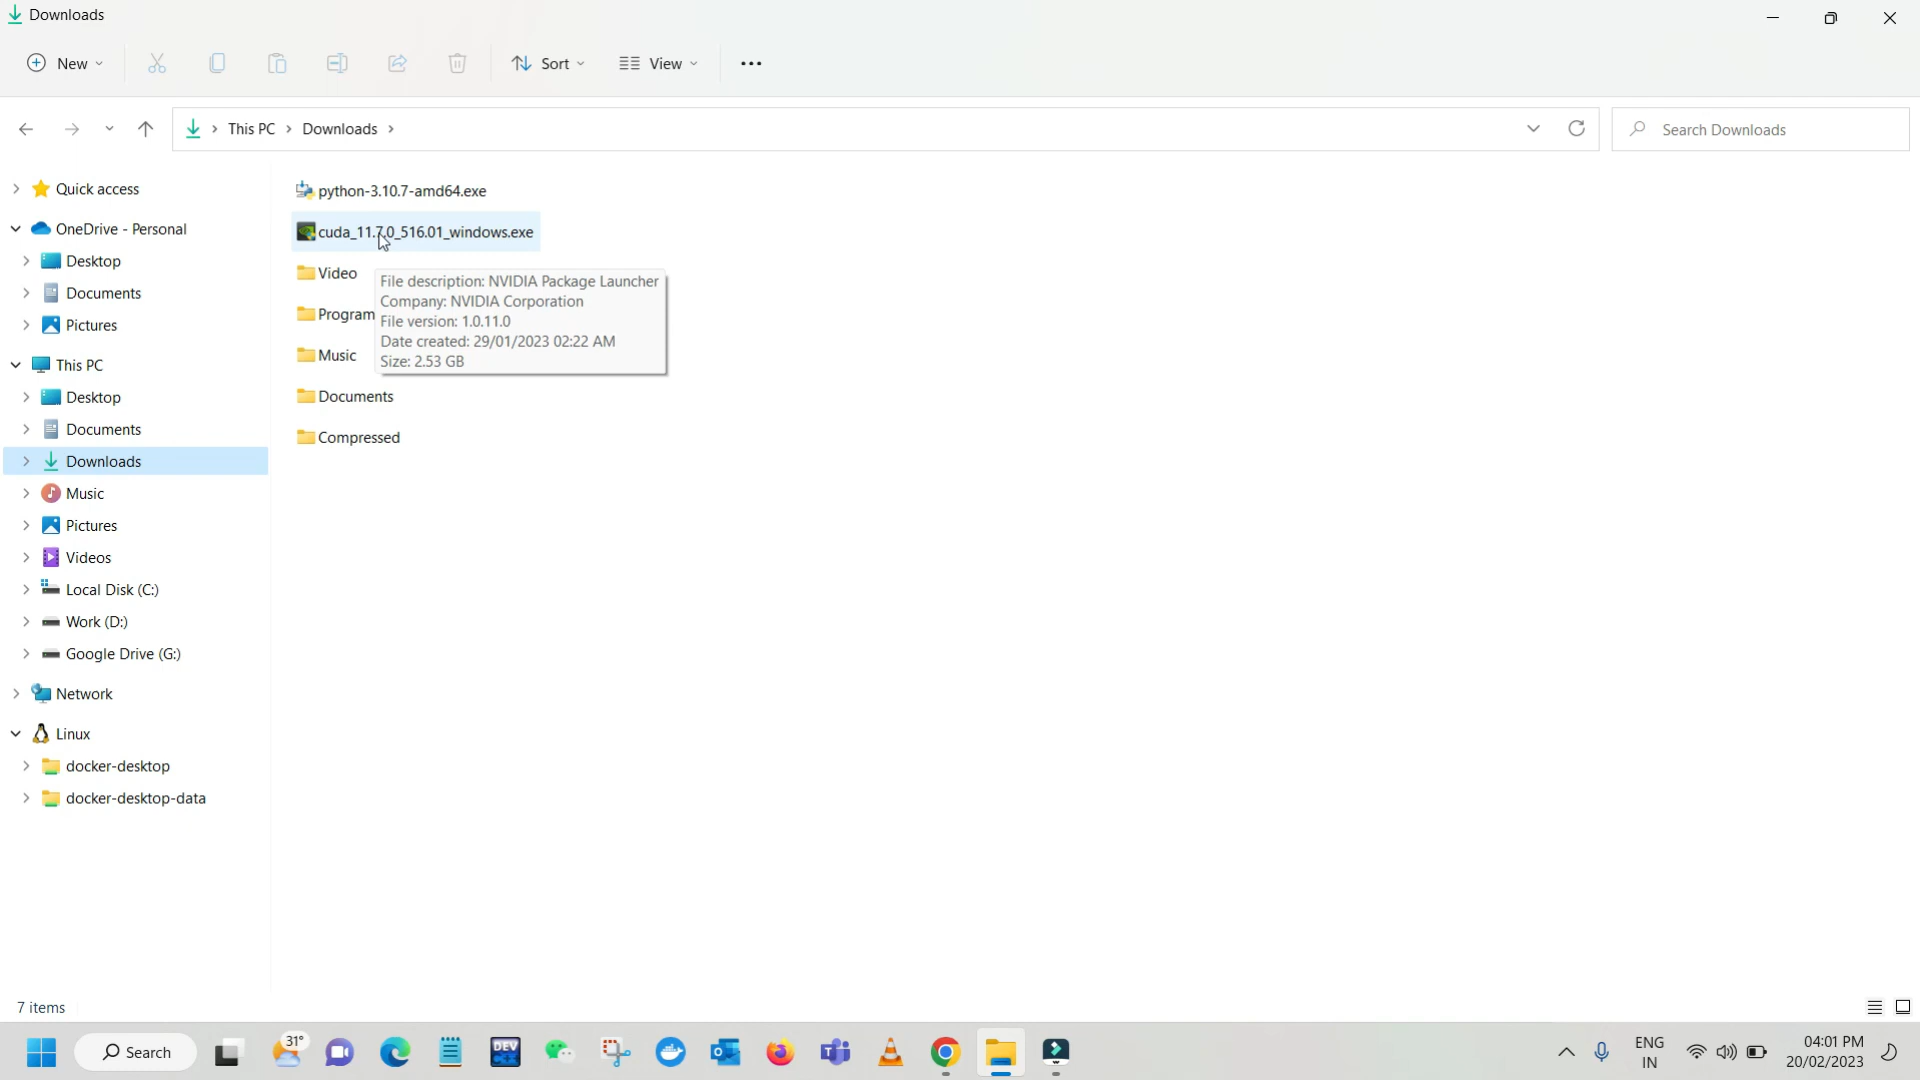 Downloads
New
Sort
View
This PC > Downloads >
Search Downloads
Quick access
OneDrive - Personal
Desktop
Documents
Pictures
This PC
Desktop
Documents
Downloads
Music
Pictures
Videos
Local Disk (C:)
Work (D:)
Google Drive (G:)
Network
Linux
docker-desktop
docker-desktop-data
python-3.10.7-amd64.exe
cuda_11.7.0_516.01_windows.exe
Video
Program
Music
Documents
Compressed
File description: NVIDIA Package Launcher
Company: NVIDIA Corporation
File version: 1.0.11.0
Date created: 29/01/2023 02:22 AM
Size: 2.53 GB
7 items
Search
31°
DEV
C++
ENG
IN
04:01 PM
20/02/2023